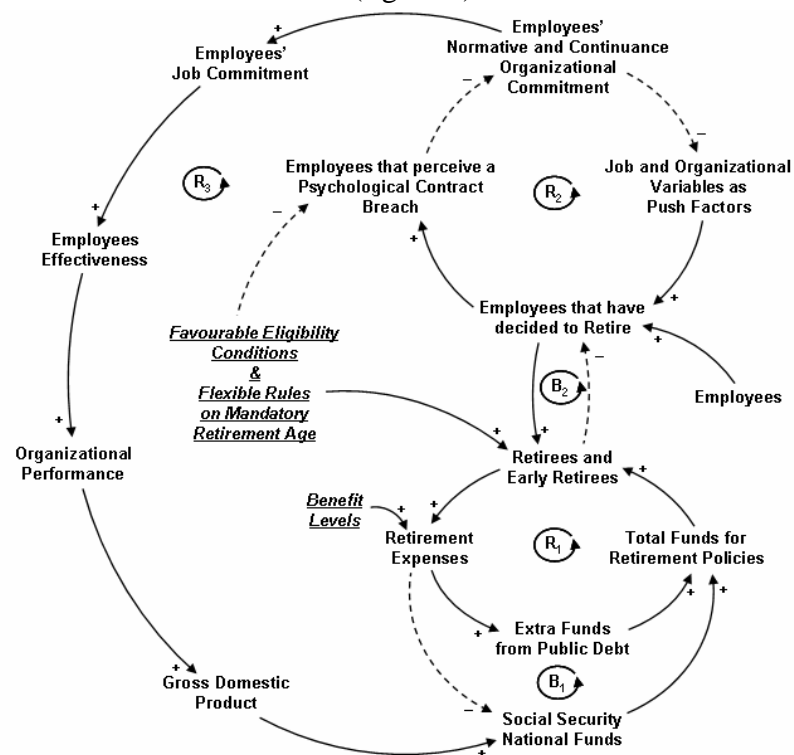 Employees'
Normative and Continuance
Organizational
Commitment
+
Employees'
Job Commitment
–
–
Employees that perceive a
Psychological Contract
Breach
R3
R2
Job and Organizational
Variables as
Push Factors
–
+
+
Employees
Effectiveness
+
Employees that have
decided to Retire
+
–
Favourable Eligibility
Conditions
&
Flexible Rules
on Mandatory
Retirement Age
B2
Employees
+
Organizational
Performance
+
+
Retirees and
Early Retirees
+
Benefit
Levels
+
+
Retirement
Expenses
R1
Total Funds for
Retirement Policies
+
+
+
Extra Funds
from Public Debt
+
Gross Domestic
Product
B1
–
Social Security
National Funds
+